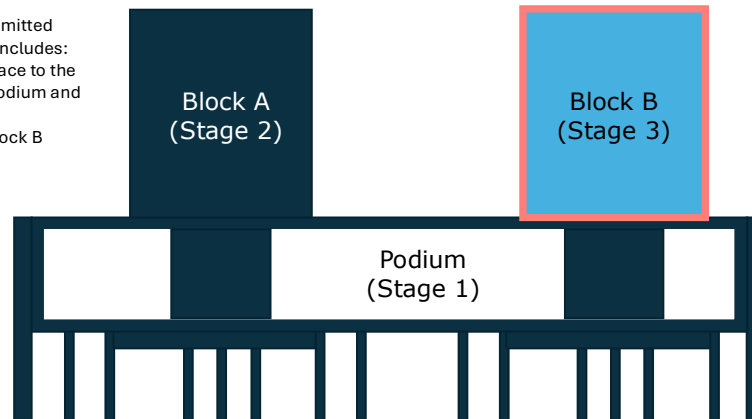 mitted
ncludes:
ace to the
odium and
ock B
Block A
(Stage 2)
Block B
(Stage 3)
Podium
(Stage 1)